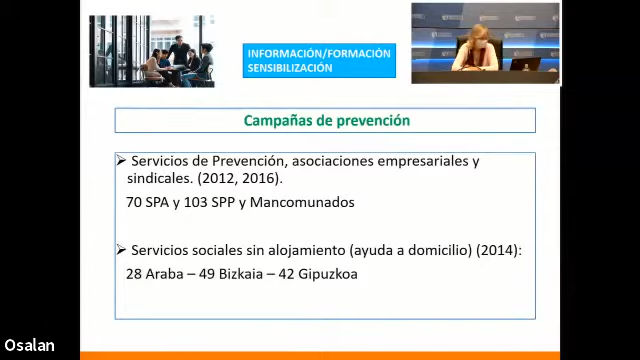 INFORMACIÓN/FORMACIÓN
SENSIBILIZACIÓN
Campañas de prevención
➢ Servicios de Prevención, asociaciones empresariales y
sindicales. (2012, 2016).
70 SPA y 103 SPP y Mancomunados
➢ Servicios sociales sin alojamiento (ayuda a domicilio) (2014):
28 Araba – 49 Bizkaia – 42 Gipuzkoa
Osalan